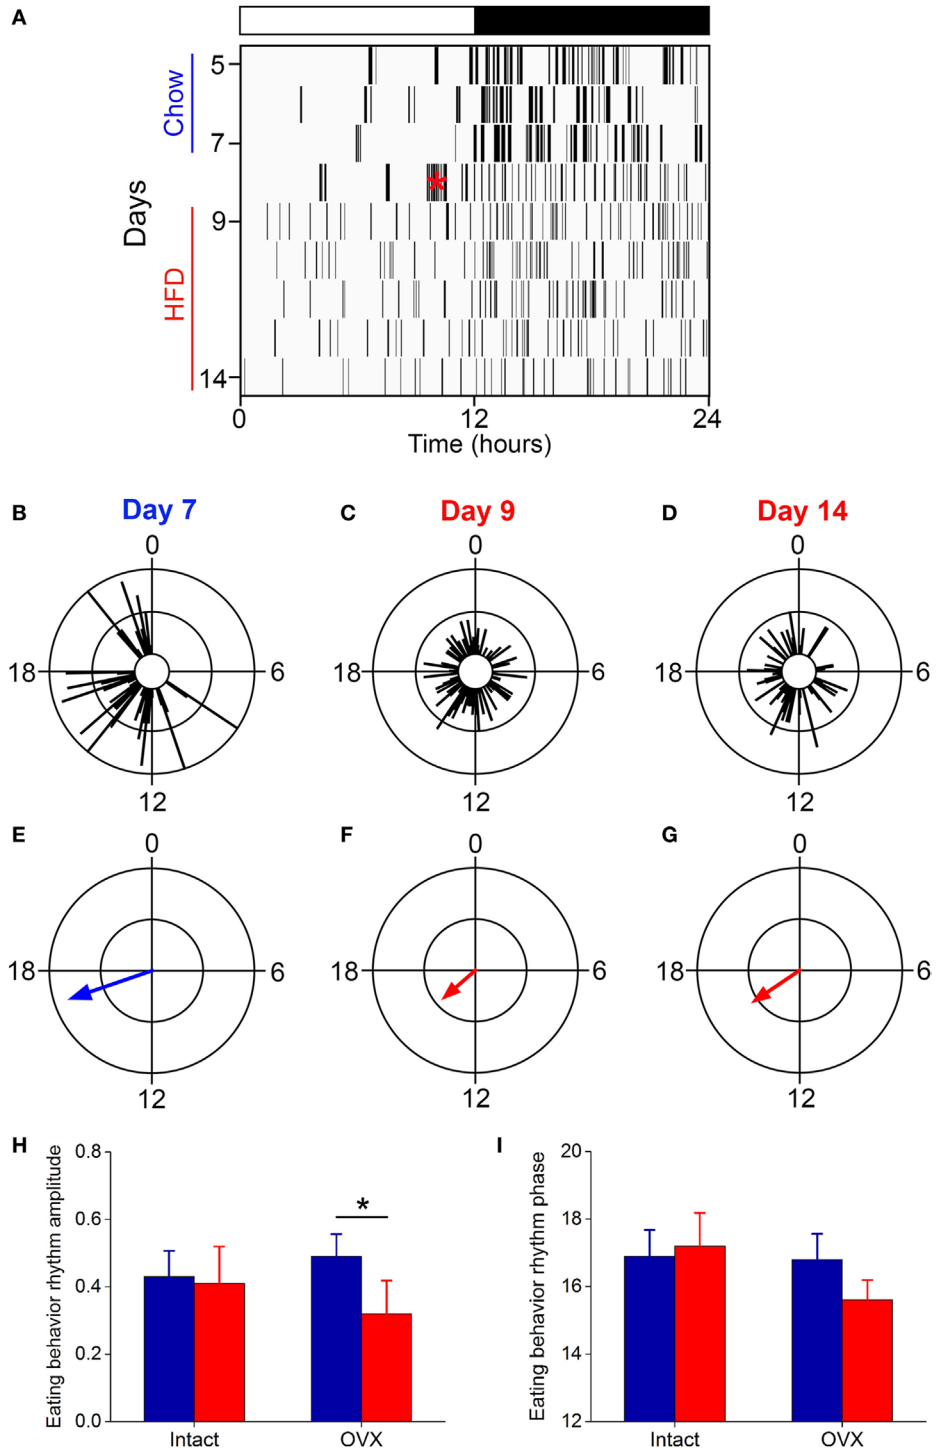 A
Chow
HFD
Days
5
7
9
14
*
0
12
24
Time (hours)
B
Day 7
C
Day 9
D
Day 14
0
0
0
18
6
18
6
18
6
12
12
12
E
F
G
0
0
0
18
6
18
6
18
6
12
12
12
H
Eating behavior rhythm amplitude
0.8
0.6
0.4
0.2
0.0
*
Intact
OVX
I
Eating behavior rhythm phase
20
18
16
14
12
Intact
OVX